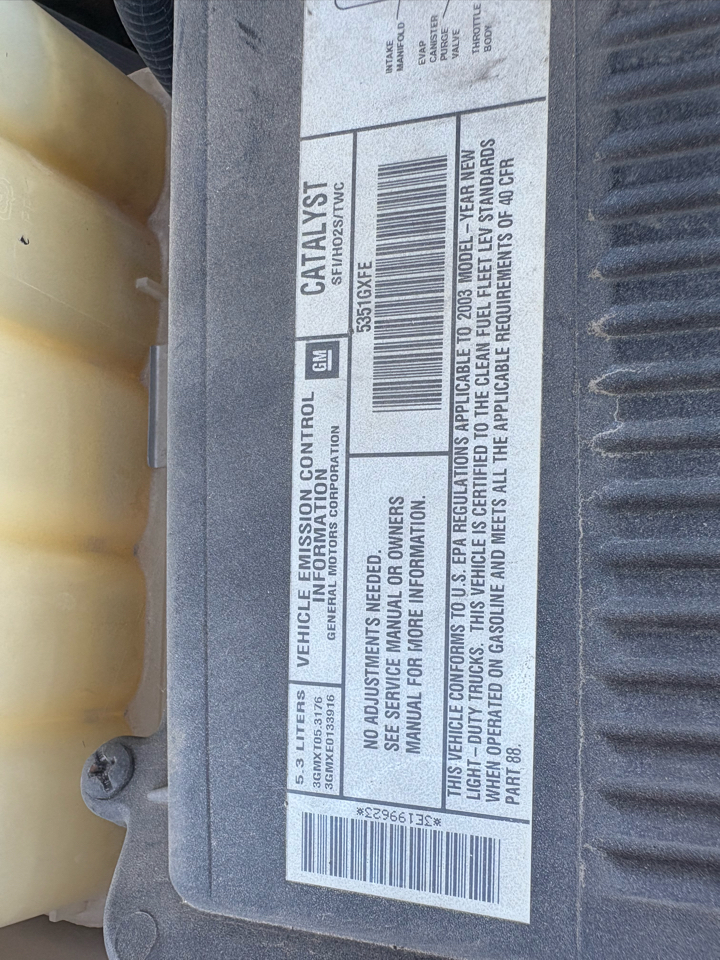 5.3 LITERS
3GMXT05.3176
3GMXE0133916
VEHICLE EMISSION CONTROL
INFORMATION
GENERAL MOTORS CORPORATION
GM
CATALYST
SFI/HO2S/TWC
INTAKE
MANIFOLD
EVAP
CANISTER
PURGE
VALVE
THROTTLE
BODY
NO ADJUSTMENTS NEEDED.
SEE SERVICE MANUAL OR OWNERS
MANUAL FOR MORE INFORMATION.
5351GXFE
THIS VEHICLE CONFORMS TO U.S. EPA REGULATIONS APPLICABLE TO 2003 MODEL-YEAR NEW
LIGHT-DUTY TRUCKS. THIS VEHICLE IS CERTIFIED TO THE CLEAN FUEL FLEET LEV STANDARDS
WHEN OPERATED ON GASOLINE AND MEETS ALL THE APPLICABLE REQUIREMENTS OF 40 CFR
PART 88.
*3E199623*